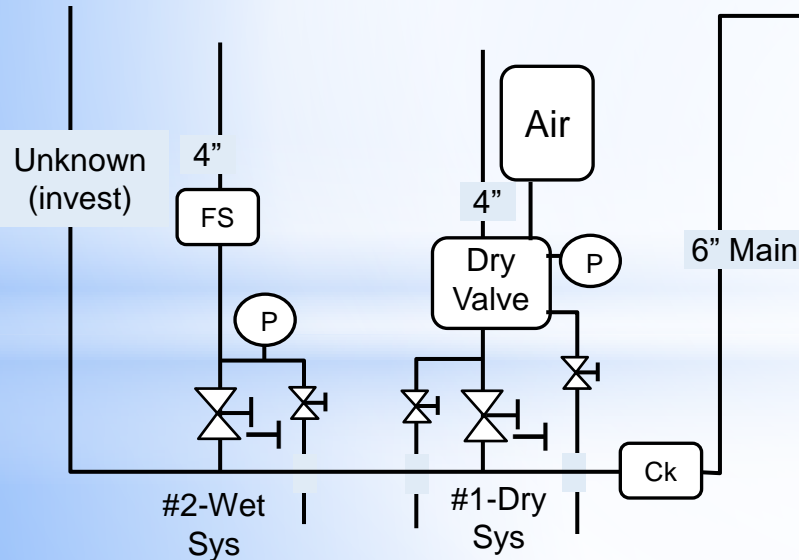 Air
Unknown
(invest)
4”
FS
4”
6” Main
Dry
Valve
P
P
Ck
#2-Wet
Sys
#1-Dry
Sys